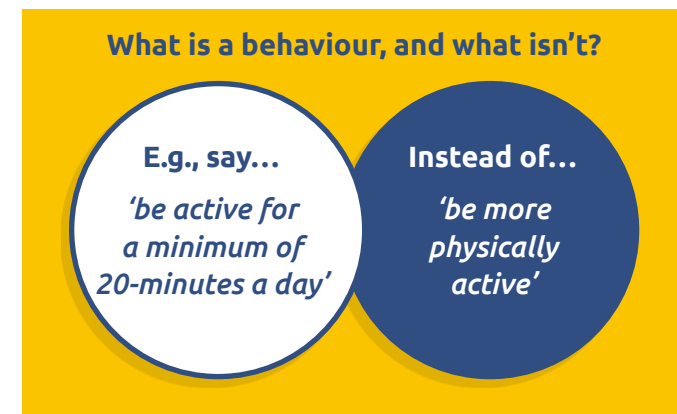 What is a behaviour, and what isn’t?
E.g., say…
‘be active for
a minimum of
20-minutes a day’
Instead of…
‘be more
physically
active’